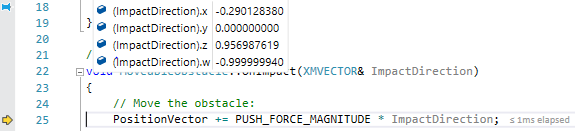 18
(ImpactDirection).x -0.290128380
19 }
(ImpactDirection).y 0.000000000
20
(ImpactDirection).z 0.956987619
21 /
(ImpactDirection).w -0.999999940
22 void MoveableObstacle::OnImpact(XMVECTOR& ImpactDirection)
23 {
24 // Move the obstacle:
25 PositionVector += PUSH_FORCE_MAGNITUDE * ImpactDirection; ≤ 1ms elapsed